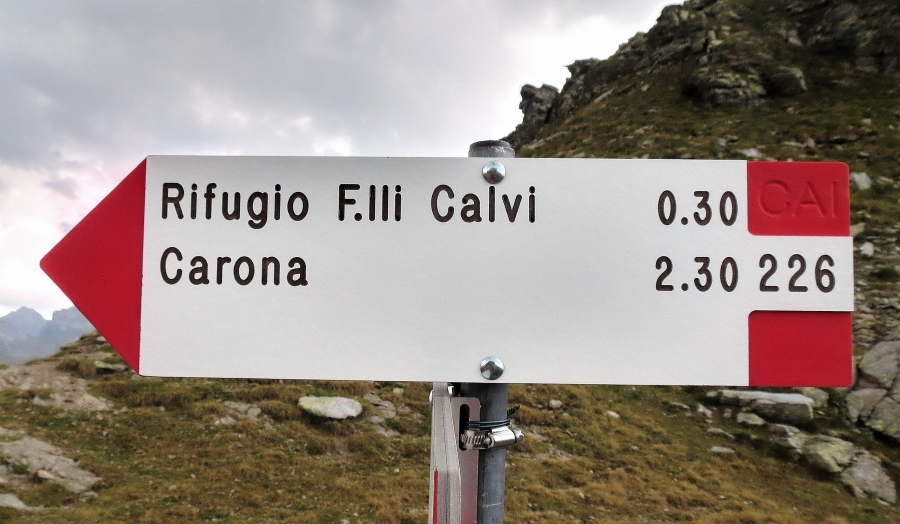 Rifugio F.lli Calvi 0.30 CAI
Carona 2.30 226